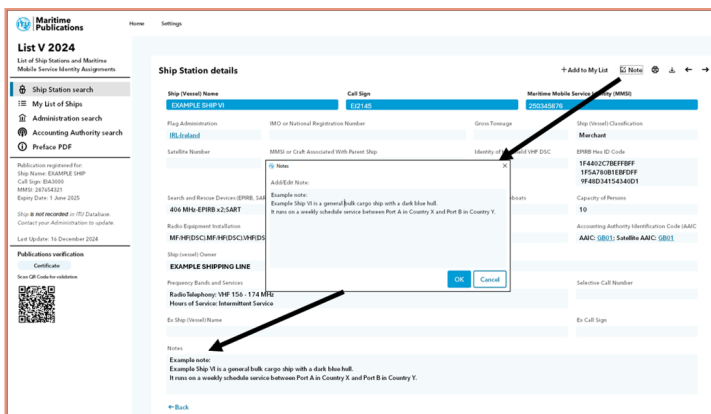 ITU
Maritime
Publications
Home
Settings
List V 2024
List of Ship Stations and Maritime
Mobile Service Identity Assignments
Ship Station search
My List of Ships
Administration search
Accounting Authority search
Preface PDF
Publication registered for:
Ship Name: EXAMPLE SHIP
Call Sign: EIA3000
MMSI: 287654321
Expiry Date: 1 June 2025
Ship is not recorded in ITU Database.
Contact your Administration to update.
Last Update: 16 December 2024
Publications verification
Certificate
Scan QR Code for validation
Ship Station details
+ Add to My List
Note
Ship (Vessel) Name
Call Sign
Maritime Mobile Service Identity (MMSI)
EXAMPLE SHIP VI
EJ2145
250345876
Flag Administration
IMO or National Registration Number
Gross Tonnage
Ship (Vessel) Classification
IRL-Ireland
Merchant
Satellite Number
MMSI or Craft Associated With Parent Ship
Identity of
VHF DSC
EPIRB Hex ID Code
1F4402C7BEFFBFF
1F5A780B1EBFDFF
9F48D34154340D1
Notes
Add/Edit Note:
Example note:
Example Ship VI is a general bulk cargo ship with a dark blue hull.
It runs on a weekly schedule service between Port A in Country X and Port B in Country Y.
OK
Cancel
Search and Rescue Devices (EPIRB, SAR
Capacity of Persons
406 MHz-EPIRB x2;SART
10
Radio Equipment Installation
Accounting Authority Identification Code (AAIC
MF/HF(DSC).MF/HF(DSC).VHF(DS
AAIC: GB01; Satellite AAIC: GB01
Ship (vessel) Owner
EXAMPLE SHIPPING LINE
Frequency Bands and Services
Selective Call Number
RadioTelephony: VHF 156 - 174 MHz
Hours of Service: Intermittent Service
Ex Ship (Vessel) Name
Ex Call Sign
Notes
Example note:
Example Ship VI is a general bulk cargo ship with a dark blue hull.
It runs on a weekly schedule service between Port A in Country X and Port B in Country Y.
Back